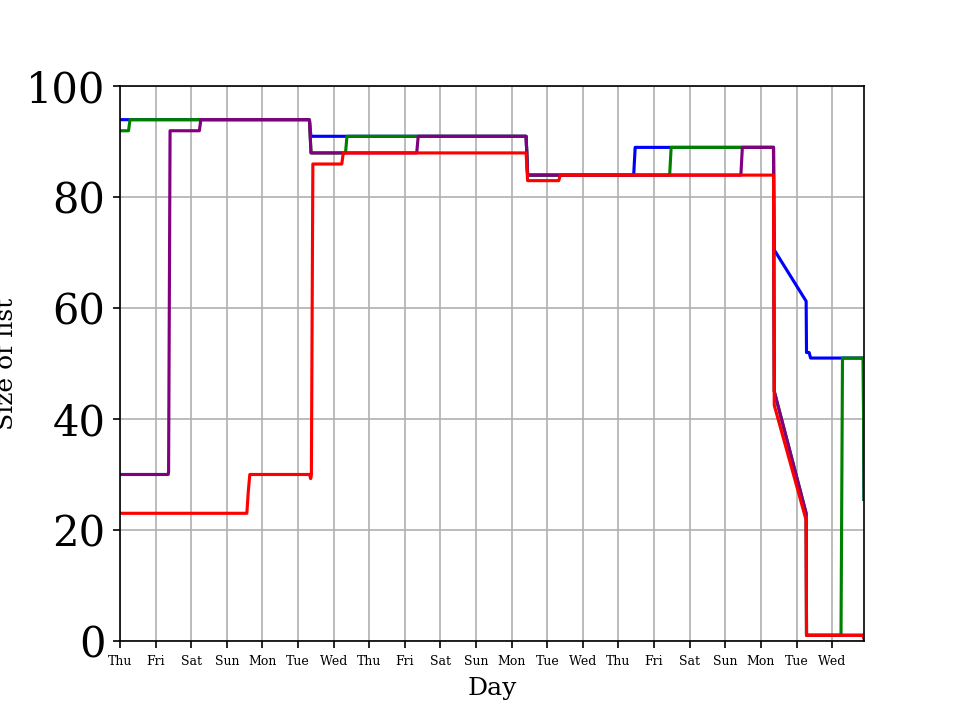 100
80
60
40
20
0
Size of list
Thu Fri Sat Sun Mon Tue Wed Thu Fri Sat Sun Mon Tue Wed Thu Fri Sat Sun Mon Tue Wed
Day